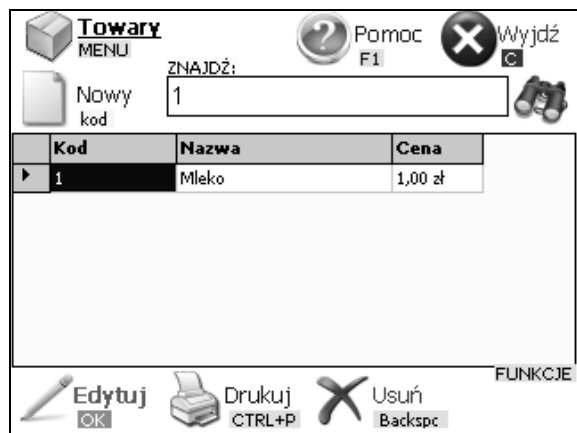 Towary
MENU
Pomoc
F1
Wyjdź
C
ZNAJDŹ:
Nowy
kod
1
Kod Nazwa Cena
1 Mleko 1,00 zł
FUNKCJE
Edytuj
OK
Drukuj
CTRL+P
Usuń
Backspc